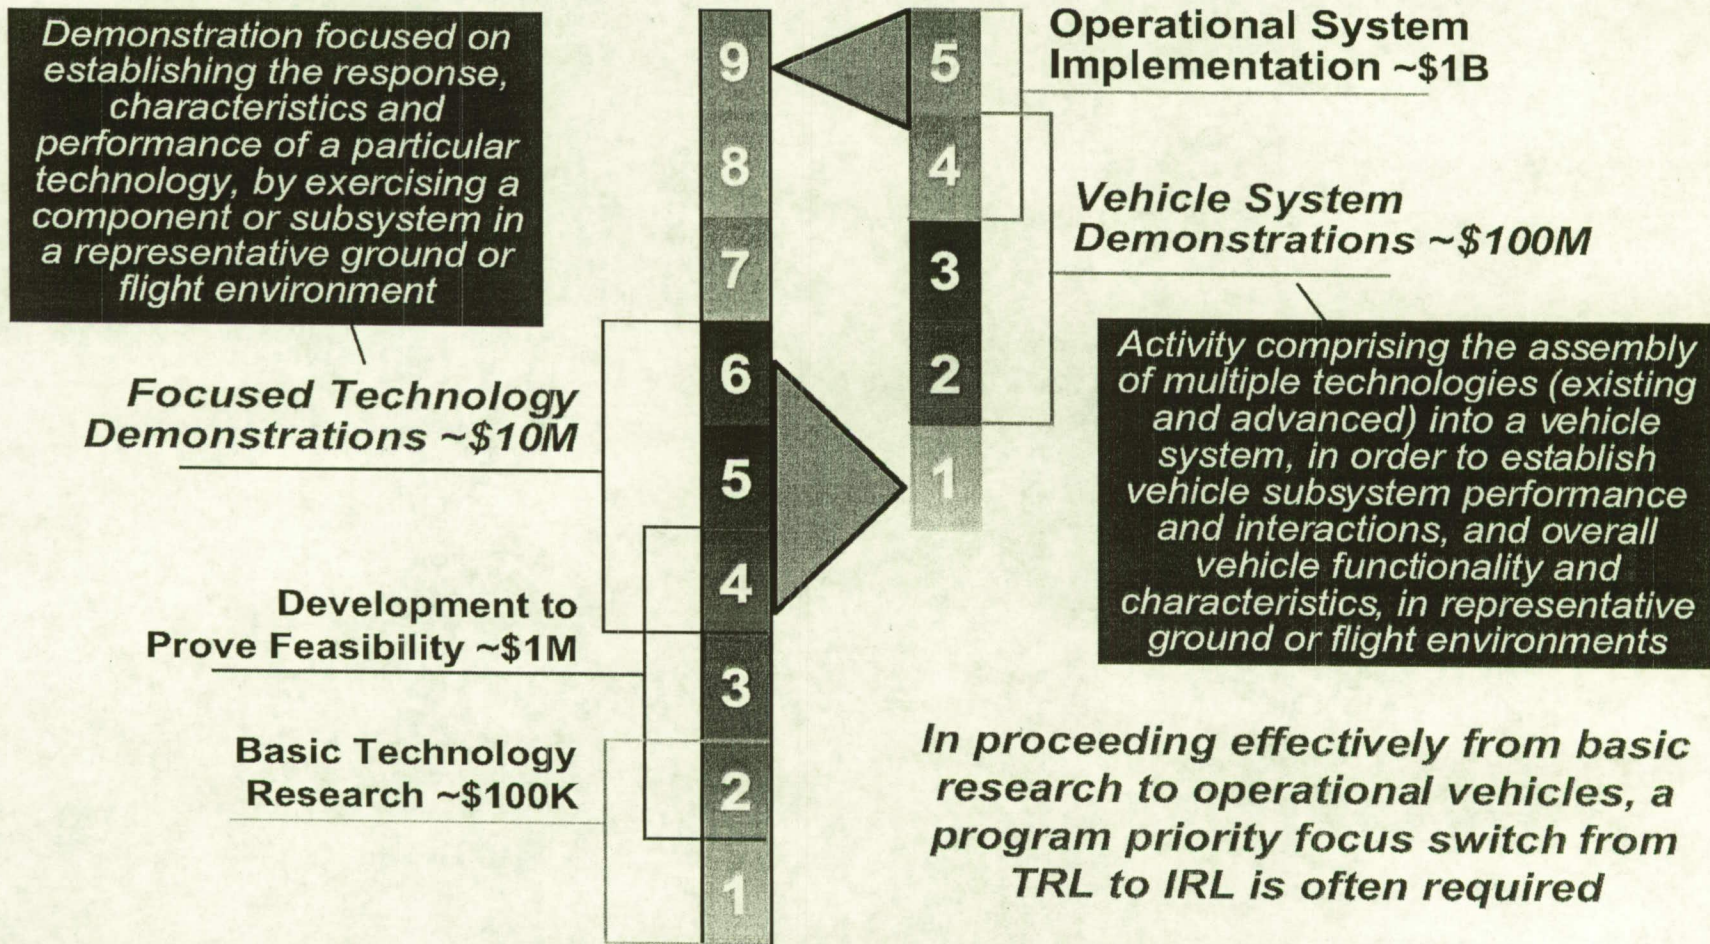 Demonstration focused on
establishing the response,
characteristics and
performance of a particular
technology, by exercising a
component or subsystem in
a representative ground or
flight environment
Focused Technology
Demonstrations ~$10M
Development to
Prove Feasibility ~$1M
Basic Technology
Research ~$100K
9
8
7
6
5
4
3
2
1
5
4
3
2
1
Operational System
Implementation ~$1B
Vehicle System
Demonstrations ~$100M
Activity comprising the assembly
of multiple technologies (existing
and advanced) into a vehicle
system, in order to establish
vehicle subsystem performance
and interactions, and overall
vehicle functionality and
characteristics, in representative
ground or flight environments
In proceeding effectively from basic
research to operational vehicles, a
program priority focus switch from
TRL to IRL is often required